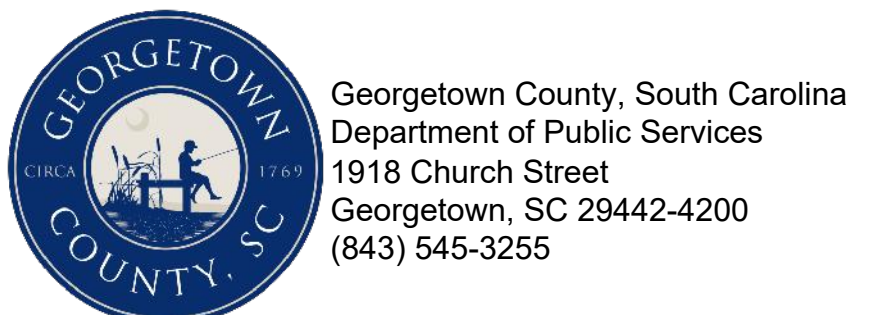 GEORGETOWN
CIRCA 1769
COUNTY, SC
Georgetown County, South Carolina
Department of Public Services
1918 Church Street
Georgetown, SC 29442-4200
(843) 545-3255